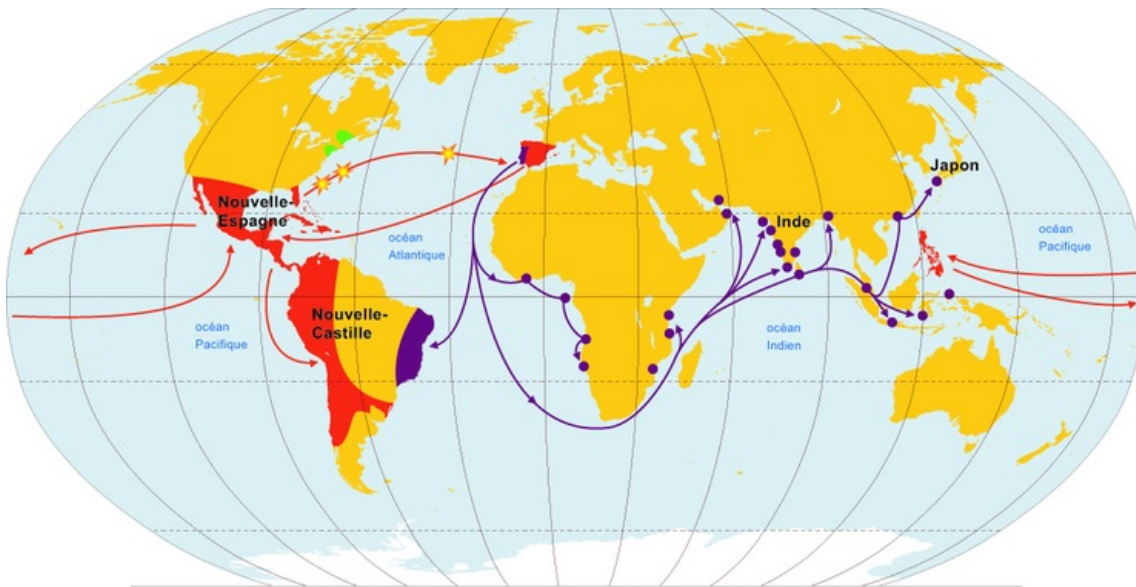 Japon
Nouvelle-
Espagne
Inde
océan
Atlantique
océan
Pacifique
Nouvelle-
Castille
océan
Pacifique
océan
Indien